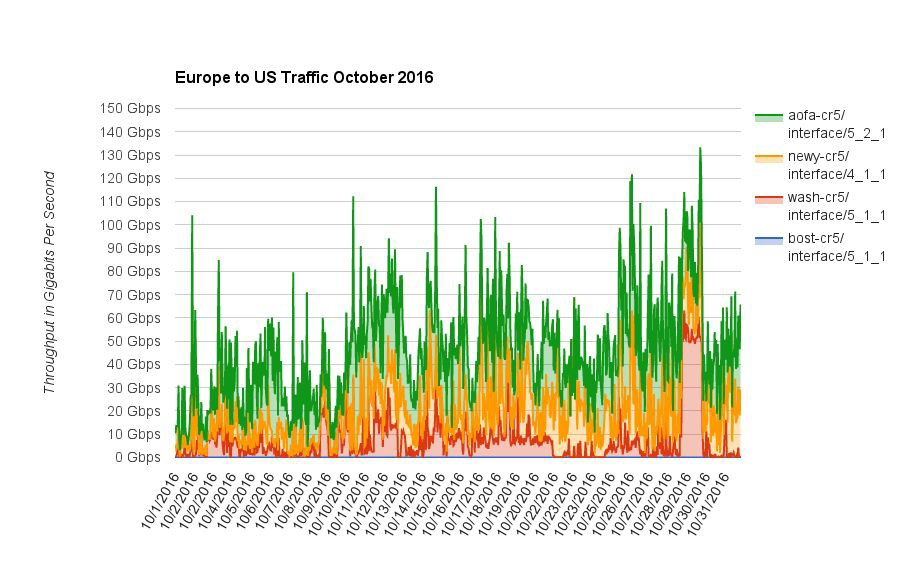 Europe to US Traffic October 2016
150 Gbps
140 Gbps
130 Gbps
120 Gbps
110 Gbps
100 Gbps
90 Gbps
80 Gbps
70 Gbps
60 Gbps
50 Gbps
40 Gbps
30 Gbps
20 Gbps
10 Gbps
0 Gbps
Throughput in Gigabits Per Second
aofa-cr5/
interface/5_2_1
newy-cr5/
interface/4_1_1
wash-cr5/
interface/5_1_1
bost-cr5/
interface/5_1_1
10/1/2016
10/2/2016
10/2/2016
10/4/2016
10/5/2016
10/6/2016
10/7/2016
10/8/2016
10/9/2016
10/10/2016
10/11/2016
10/12/2016
10/13/2016
10/14/2016
10/15/2016
10/16/2016
10/17/2016
10/18/2016
10/19/2016
10/20/2016
10/22/2016
10/23/2016
10/23/2016
10/25/2016
10/26/2016
10/27/2016
10/28/2016
10/29/2016
10/30/2016
10/31/2016